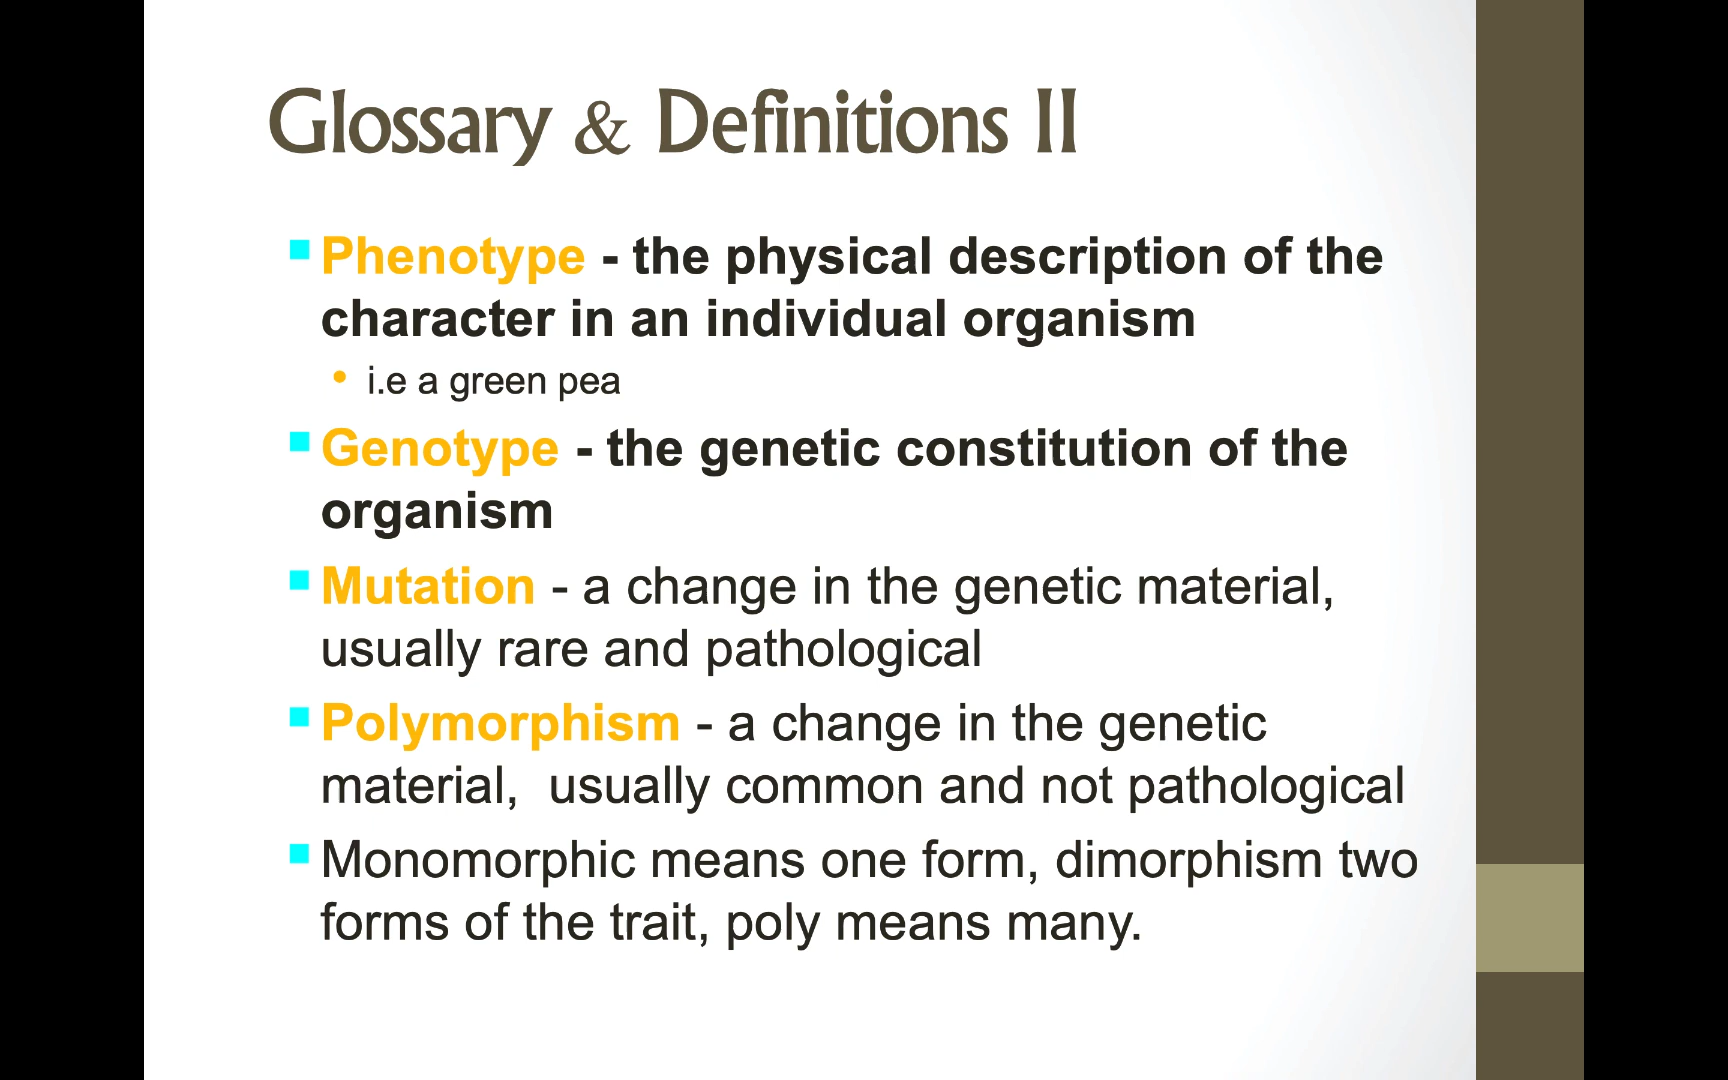 Glossary & Definitions II
Phenotype - the physical description of the
character in an individual organism
i.e a green pea
Genotype - the genetic constitution of the
organism
Mutation - a change in the genetic material,
usually rare and pathological
Polymorphism - a change in the genetic
material,  usually common and not pathological
Monomorphic means one form, dimorphism two
forms of the trait, poly means many.